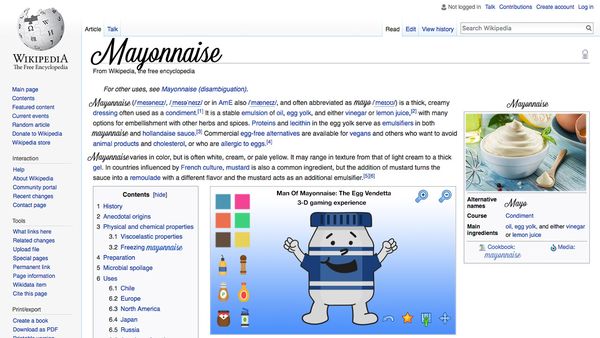 Not logged in Talk Contributions Create account Log in
WIKIPEDIA
The Free Encyclopedia
Article Talk
Read Edit View history
Search Wikipedia
Mayonnaise
From Wikipedia, the free encyclopedia
For other uses, see Mayonnaise (disambiguation).
Mayonnaise
or in AmE also and often abbreviated as mayo is a thick, creamy
dressing often used as a condiment.[1] It is a stable emulsion of oil, egg yolk, and either vinegar or lemon juice,[2] with many
options for embellishment with other herbs and spices. Proteins and lecithin in the egg yolk serve as emulsifiers in both
mayonnaise and hollandaise sauce.[3] Commercial egg-free alternatives are available for vegans and others who want to avoid
animal products and cholesterol, or who are allergic to eggs.[4]
Mayonnaise varies in color, but is often white, cream, or pale yellow. It may range in texture from that of light cream to a thick
gel. In countries influenced by French culture, mustard is also a common ingredient, but the addition of mustard turns the
sauce into a remoulade with a different flavor and the mustard acts as an additional emulsifier.[5][6]
Main page
Contents
Featured content
Current events
Random article
Donate to Wikipedia
Wikipedia store
Interaction
Help
About Wikipedia
Community portal
Recent changes
Contact page
Tools
What links here
Related changes
Upload file
Special pages
Permanent link
Page information
Wikidata item
Cite this page
Print/export
Create a book
Download as PDF
Printable version
Contents [hide]
1 History
2 Anecdotal origins
3 Physical and chemical properties
3.1 Viscoelastic properties
3.2 Freezing mayonnaise
4 Preparation
5 Microbial spoilage
6 Uses
6.1 Chile
6.2 Europe
6.3 North America
6.4 Japan
6.5 Russia
Man Of Mayonnaise: The Egg Vendetta
3-D gaming experience
Mayonnaise
Alternative names Mayo
Course Condiment
Main ingredients oil, egg yolk, and either vinegar or lemon juice
Cookbook: mayonnaise
Media: